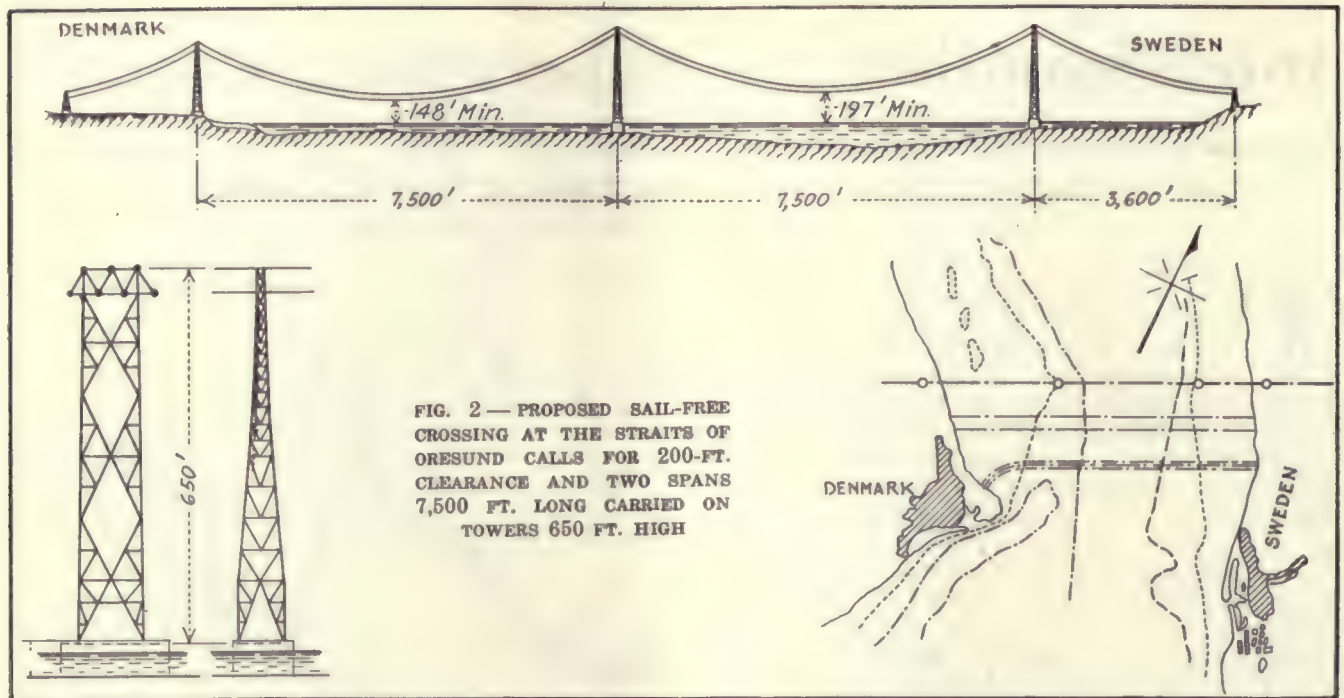 DENMARK
SWEDEN
148' Min.
197' Min.
7,500'
7,500'
3,600'
650'
FIG. 2 — PROPOSED SAIL-FREE
CROSSING AT THE STRAITS OF
ORESUND CALLS FOR 200-FT.
CLEARANCE AND TWO SPANS
7,500 FT. LONG CARRIED ON
TOWERS 650 FT. HIGH
DENMARK
SWEDEN